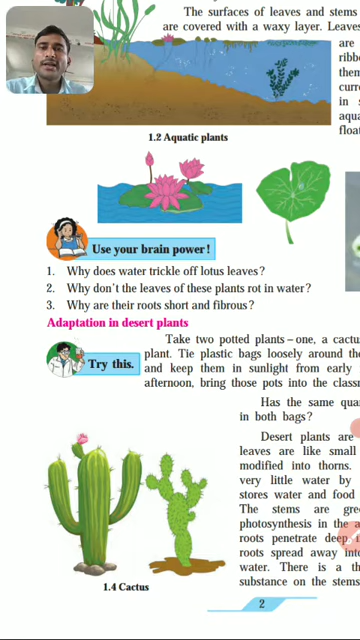 The surfaces of leaves and stems
are covered with a waxy layer. Leaves
are
ribb
then
curr
in s
aqua
float
1.2 Aquatic plants
Use your brain power!
1. Why does water trickle off lotus leaves?
2. Why don't the leaves of these plants rot in water?
3. Why are their roots short and fibrous?
Adaptation in desert plants
Try this.
Take two potted plants – one, a cactu
plant. Tie plastic bags loosely around the
and keep them in sunlight from early
afternoon, bring those pots into the classr
Has the same qua
in both bags?
Desert plants are
leaves are like small
modified into thorns.
very little water by
stores water and food
The stems are gre
photosynthesis in the a
roots penetrate deep i
roots spread away into
water. There is a th
substance on the stems
1.4 Cactus
2